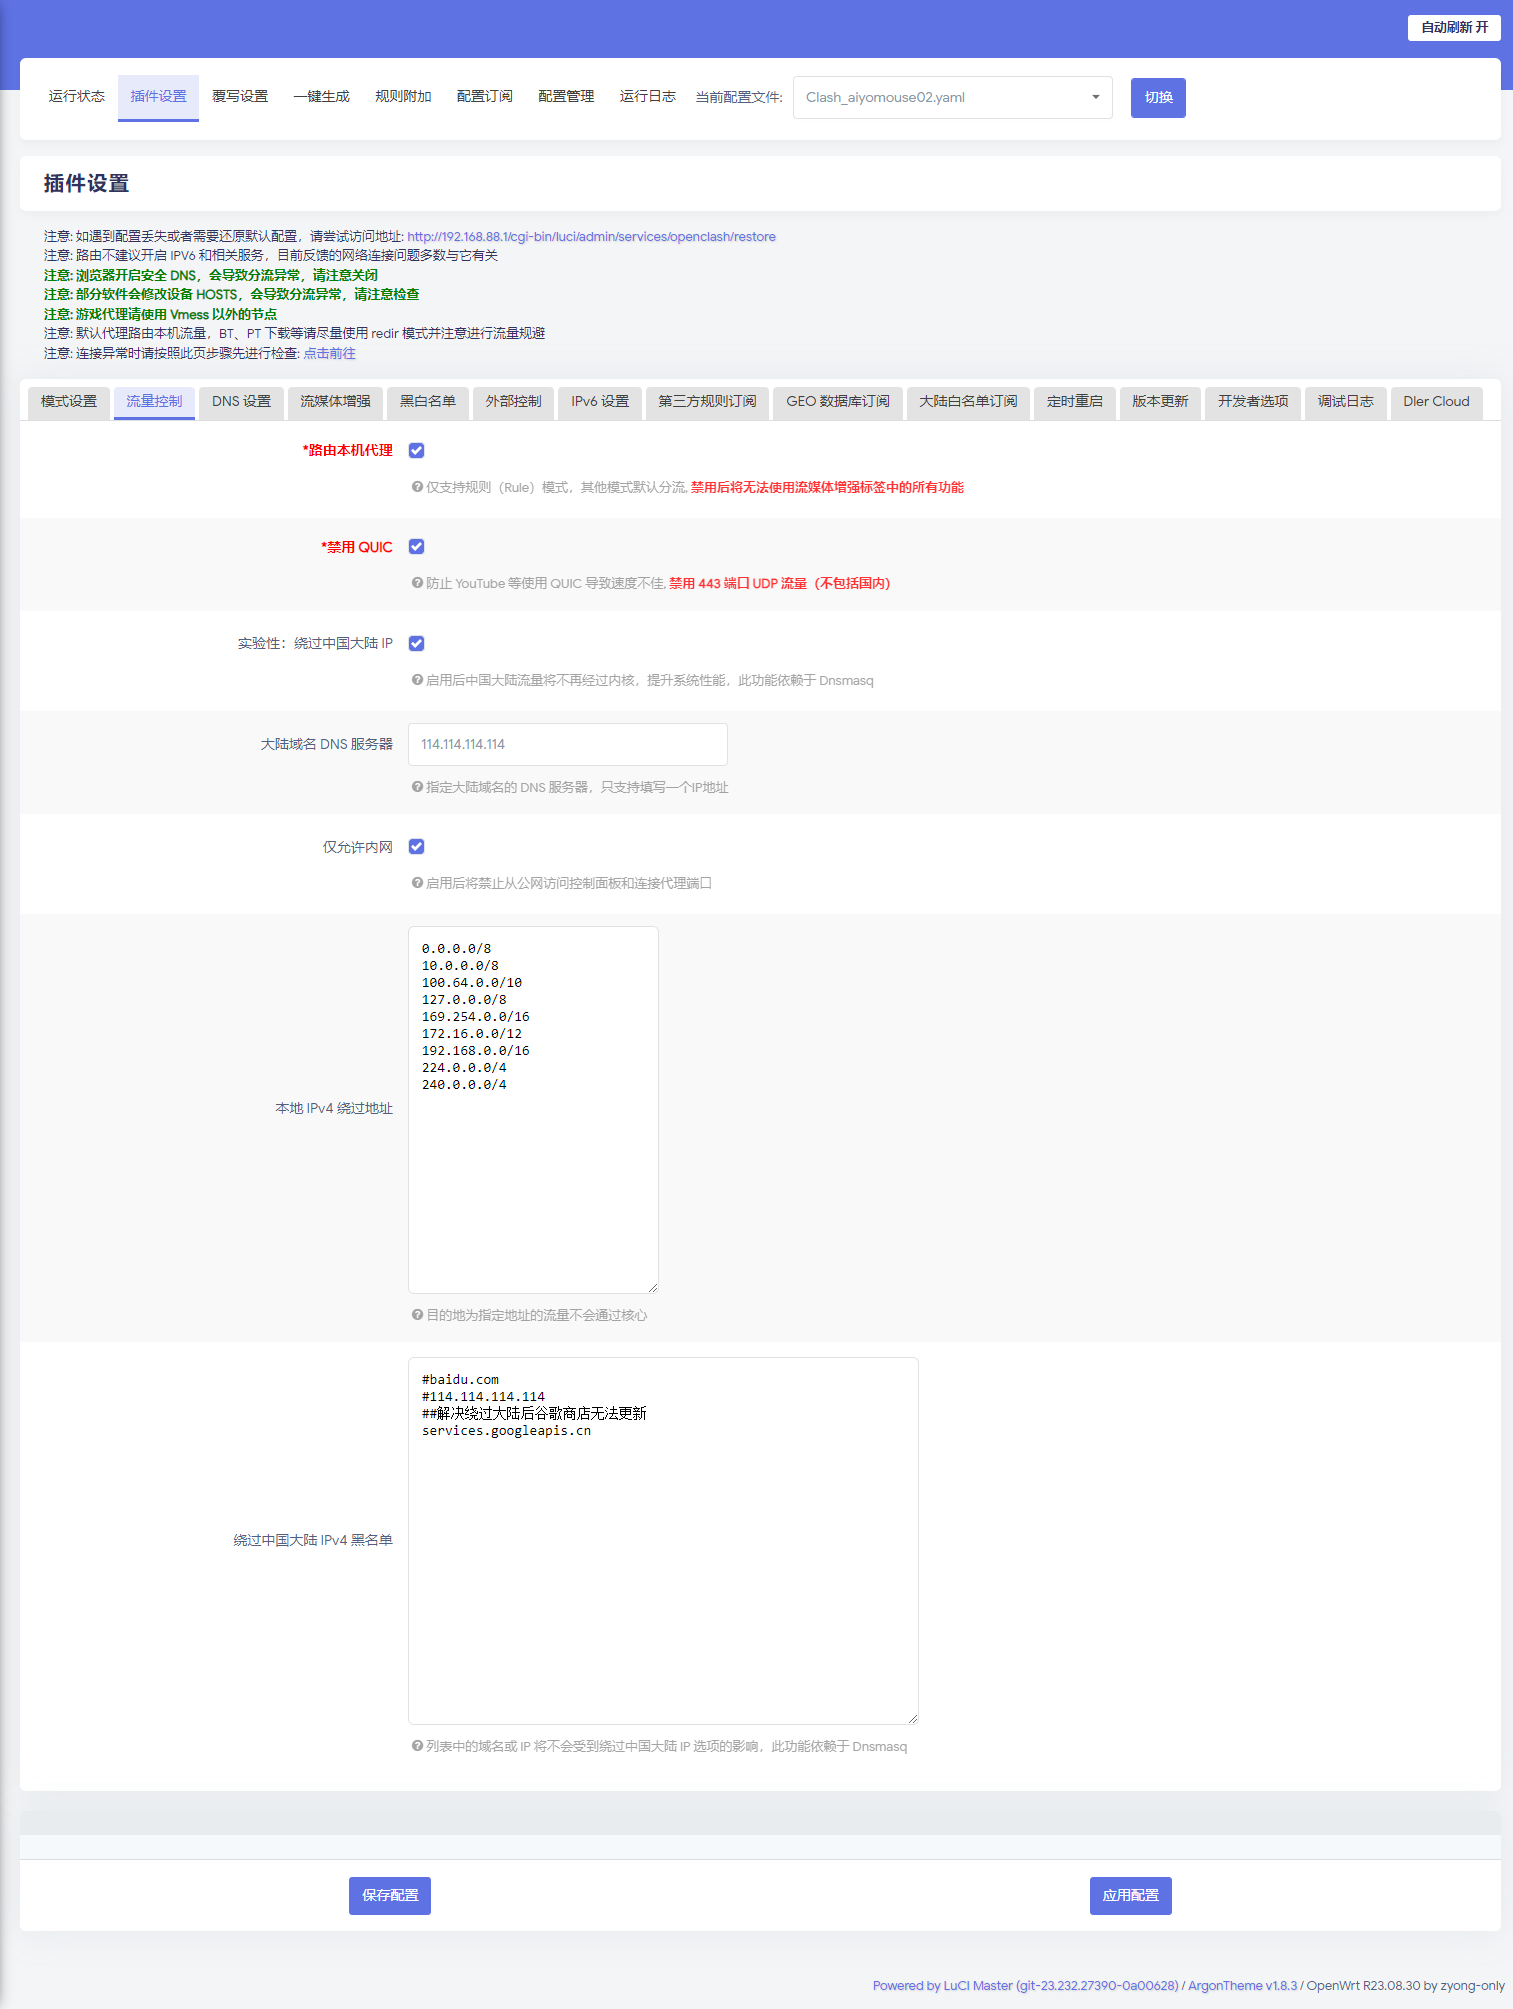 自动刷新 开
运行状态 插件设置 覆写设置 一键生成 规则附加 配置订阅 配置管理 运行日志 当前配置文件: Clash_aiyomouse02.yaml 切换
插件设置
注意: 如遇到配置丢失或者需要还原默认配置，请尝试访问地址: http://192.168.88.1/cgi-bin/luci/admin/services/openclash/restore
注意: 路由不建议开启 IPV6 和相关服务，目前反馈的网络连接问题多数与它有关
注意: 浏览器开启安全 DNS，会导致分流异常，请注意关闭
注意: 部分软件会修改设备 HOSTS，会导致分流异常，请注意检查
注意: 游戏代理请使用 Vmess 以外的节点
注意: 默认代理路由本机流量，BT、PT 下载等请尽量使用 redir 模式并注意进行流量规避
注意: 连接异常时请按照此页步骤先进行检查: 点击前往
模式设置 流量控制 DNS 设置 流媒体增强 黑白名单 外部控制 IPv6 设置 第三方规则订阅 GEO 数据库订阅 大陆白名单订阅 定时重启 版本更新 开发者选项 调试日志 Dler Cloud
*路由本机代理
仅支持规则（Rule）模式，其他模式默认分流, 禁用后将无法使用流媒体增强标签中的所有功能
*禁用 QUIC
防止 YouTube 等使用 QUIC 导致速度不佳, 禁用 443 端口 UDP 流量（不包括国内）
实验性：绕过中国大陆 IP
启用后中国大陆流量将不再经过内核，提升系统性能，此功能依赖于 Dnsmasq
大陆域名 DNS 服务器 114.114.114.114
指定大陆域名的 DNS 服务器，只支持填写一个IP地址
仅允许内网
启用后将禁止从公网访问控制面板和连接代理端口
0.0.0.0/8
10.0.0.0/8
100.64.0.0/10
127.0.0.0/8
169.254.0.0/16
172.16.0.0/12
192.168.0.0/16
224.0.0.0/4
240.0.0.0/4
本地 IPv4 绕过地址
目的地为指定地址的流量不会通过核心
#baidu.com
#114.114.114.114
##解决绕过大陆后谷歌商店无法更新
services.googleapis.cn
绕过中国大陆 IPv4 黑名单
列表中的域名或 IP 将不会受到绕过中国大陆 IP 选项的影响，此功能依赖于 Dnsmasq
保存配置 应用配置
Powered by LuCI Master (git-23.232.27390-0a00628) / ArgonTheme v1.8.3 / OpenWrt R23.08.30 by zyong-only